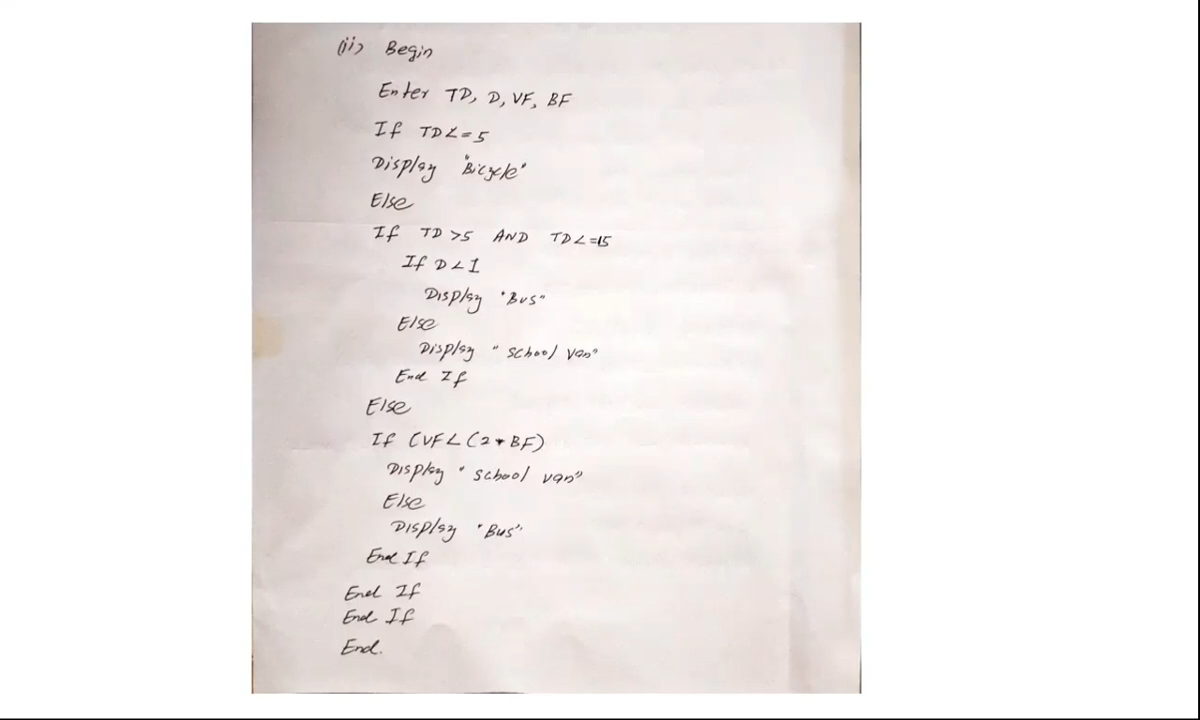 (ii) Begin
Enter TD, D, VF, BF
If TD<=5
Display "Bicycle"
Else
If TD >5 AND TD<=15
If D<1
Display "Bus"
Else
Display "School Van"
End If
Else
If (VF<(2*BF)
Display "School van"
Else
Display "Bus"
End If
End If
End If
End.